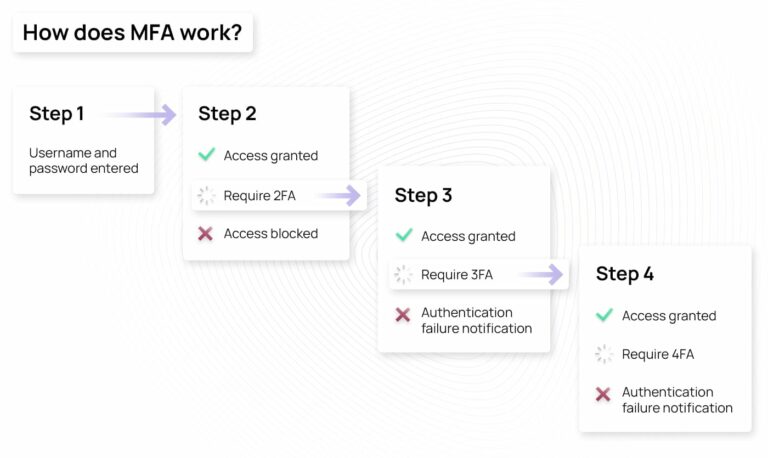 How does MFA work?
Step 1
Username and
password entered
Step 2
Access granted
Require 2FA
Access blocked
Step 3
Access granted
Require 3FA
Authentication
failure notification
Step 4
Access granted
Require 4FA
Authentication
failure notification